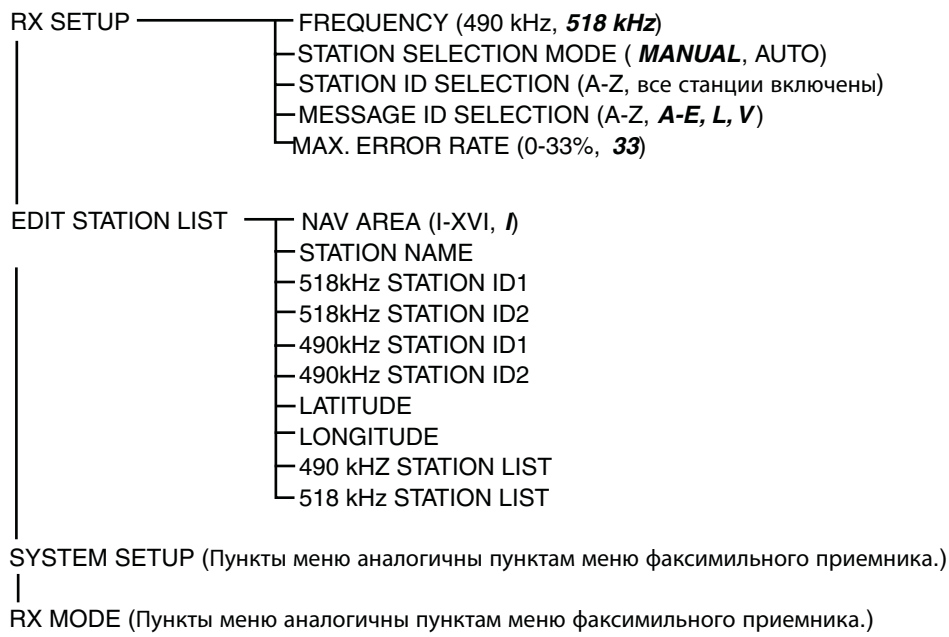 RX SETUP FREQUENCY (490 kHz, 518 kHz)
STATION SELECTION MODE ( MANUAL, AUTO)
STATION ID SELECTION (A-Z, все станции включены)
MESSAGE ID SELECTION (A-Z, A-E, L, V)
MAX. ERROR RATE (0-33%, 33)
EDIT STATION LIST NAV AREA (I-XVI, I)
STATION NAME
518kHz STATION ID1
518kHz STATION ID2
490kHz STATION ID1
490kHz STATION ID2
LATITUDE
LONGITUDE
490 kHZ STATION LIST
518 kHz STATION LIST
SYSTEM SETUP (Пункты меню аналогичны пунктам меню факсимильного приемника.)
RX MODE (Пункты меню аналогичны пунктам меню факсимильного приемника.)